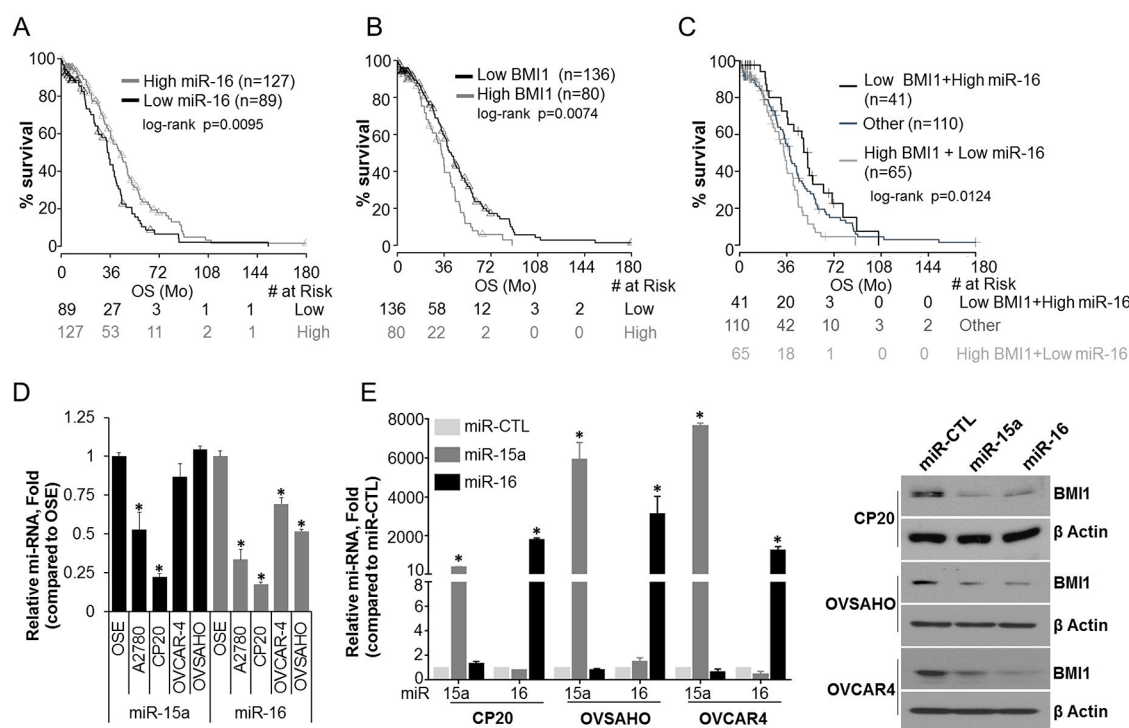 A
100
80
60
40
20
0
% survival
High miR-16 (n=127)
Low miR-16 (n=89)
log-rank p=0.0095
0 36 72 108 144 180
OS (Mo) # at Risk
89 27 3 1 1 Low
127 53 11 2 1 High
B
100
80
60
40
20
0
% survival
Low BMI1 (n=136)
High BMI1 (n=80)
log-rank p=0.0074
0 36 72 108 144 180
OS (Mo) # at Risk
136 58 12 3 2 Low
80 22 2 0 0 High
C
100
80
60
40
20
0
% survival
Low BMI1+High miR-16
(n=41)
Other (n=110)
High BMI1 + Low miR-16
(n=65)
log-rank p=0.0124
0 36 72 108 144 180
OS (Mo) # at Risk
41 20 3 0 0 Low BMI1+High miR-16
110 42 10 3 2 Other
65 18 1 0 0 High BMI1+Low miR-16
D
1.25
1
0.75
0.5
0.25
0
Relative mi-RNA, Fold
(compared to OSE)
* * * * * *
OSE A2780 CP20 OVCAR-4 OVSAHO OSE A2780 CP20 OVCAR-4 OVSAHO
miR-15a miR-16
E
8000
6000
4000
2000
10
8
6
4
2
0
Relative mi-RNA, Fold
(compared to miR-CTL)
miR-CTL
miR-15a
miR-16
* * * * * *
miR 15a 16 15a 16 15a 16
CP20 OVSAHO OVCAR4
miR-CTL miR-15a miR-16
CP20
BMI1
β Actin
OVSAHO
BMI1
β Actin
OVCAR4
BMI1
β Actin